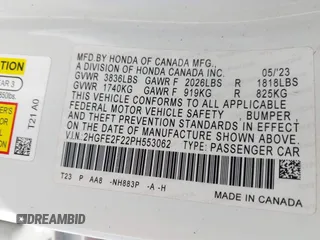 MFD.BY HONDA OF CANADA MFG.,
A DIVISION OF HONDA CANADA INC. 05/'23
GVWR 3836LBS GAWR F 2026LBS R 1818LBS
GVWR 1740KG GAWR F 919KG R 825KG
THIS VEHICLE CONFORMS TO ALL APPLICABLE
FEDERAL MOTOR VEHICLE SAFETY, BUMPER,
AND THEFT PREVENTION STANDARDS IN EFFECT
ON THE DATE OF MANUFACTURE SHOWN ABOVE.
V.I.N: 2HGFE2F22PH553062 TYPE: PASSENGER CAR
T23 P AA8 -NH883P -A -H
T21 A0
DREAMBID